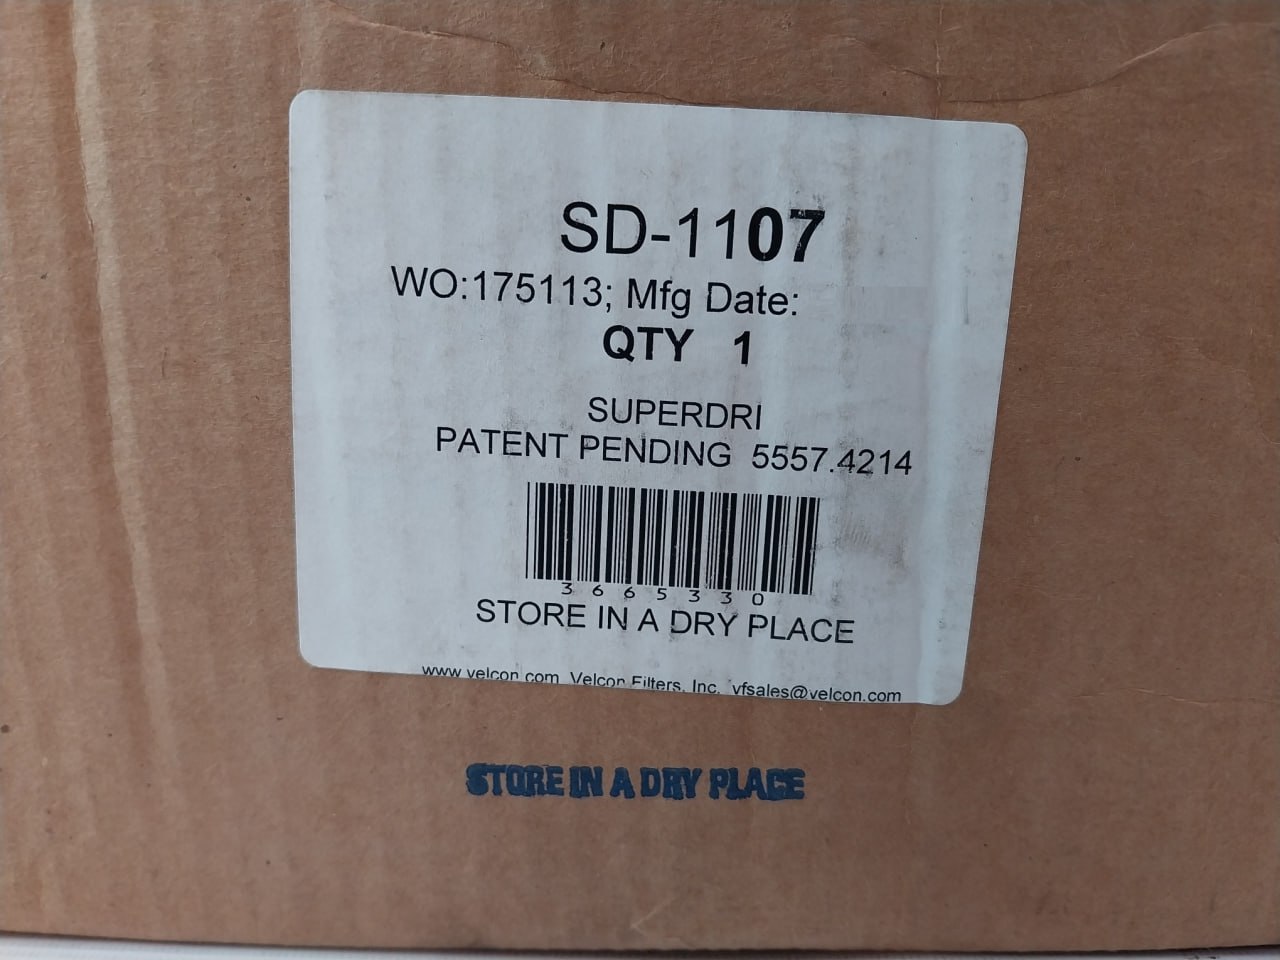 SD-1107
WO:175113; Mfg Date:
QTY 1
SUPERDRI
PATENT PENDING 5557.4214
3665330
STORE IN A DRY PLACE
www.velcon.com Velcon Filters, Inc. vfsales@velcon.com
STORE IN A DRY PLACE